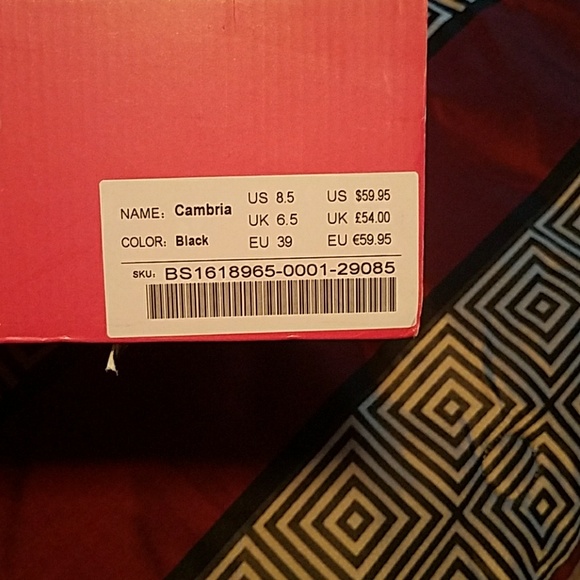 NAME: Cambria US 8.5 US $59.95
UK 6.5 UK £54.00
COLOR: Black EU 39 EU €59.95
SKU: BS1618965-0001-29085